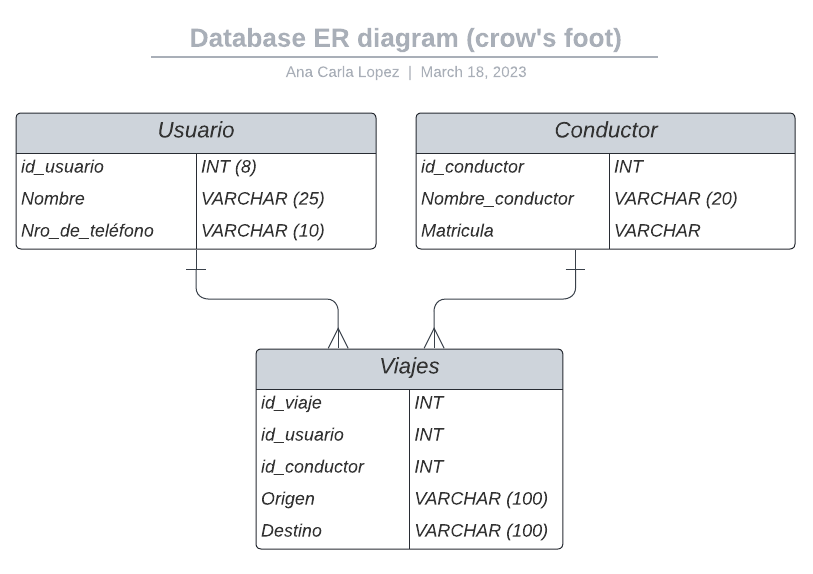 Database ER diagram (crow's foot)
Ana Carla Lopez | March 18, 2023
Usuario
id_usuario INT (8)
Nombre VARCHAR (25)
Nro_de_teléfono VARCHAR (10)
Conductor
id_conductor INT
Nombre_conductor VARCHAR (20)
Matricula VARCHAR
Viajes
id_viaje INT
id_usuario INT
id_conductor INT
Origen VARCHAR (100)
Destino VARCHAR (100)